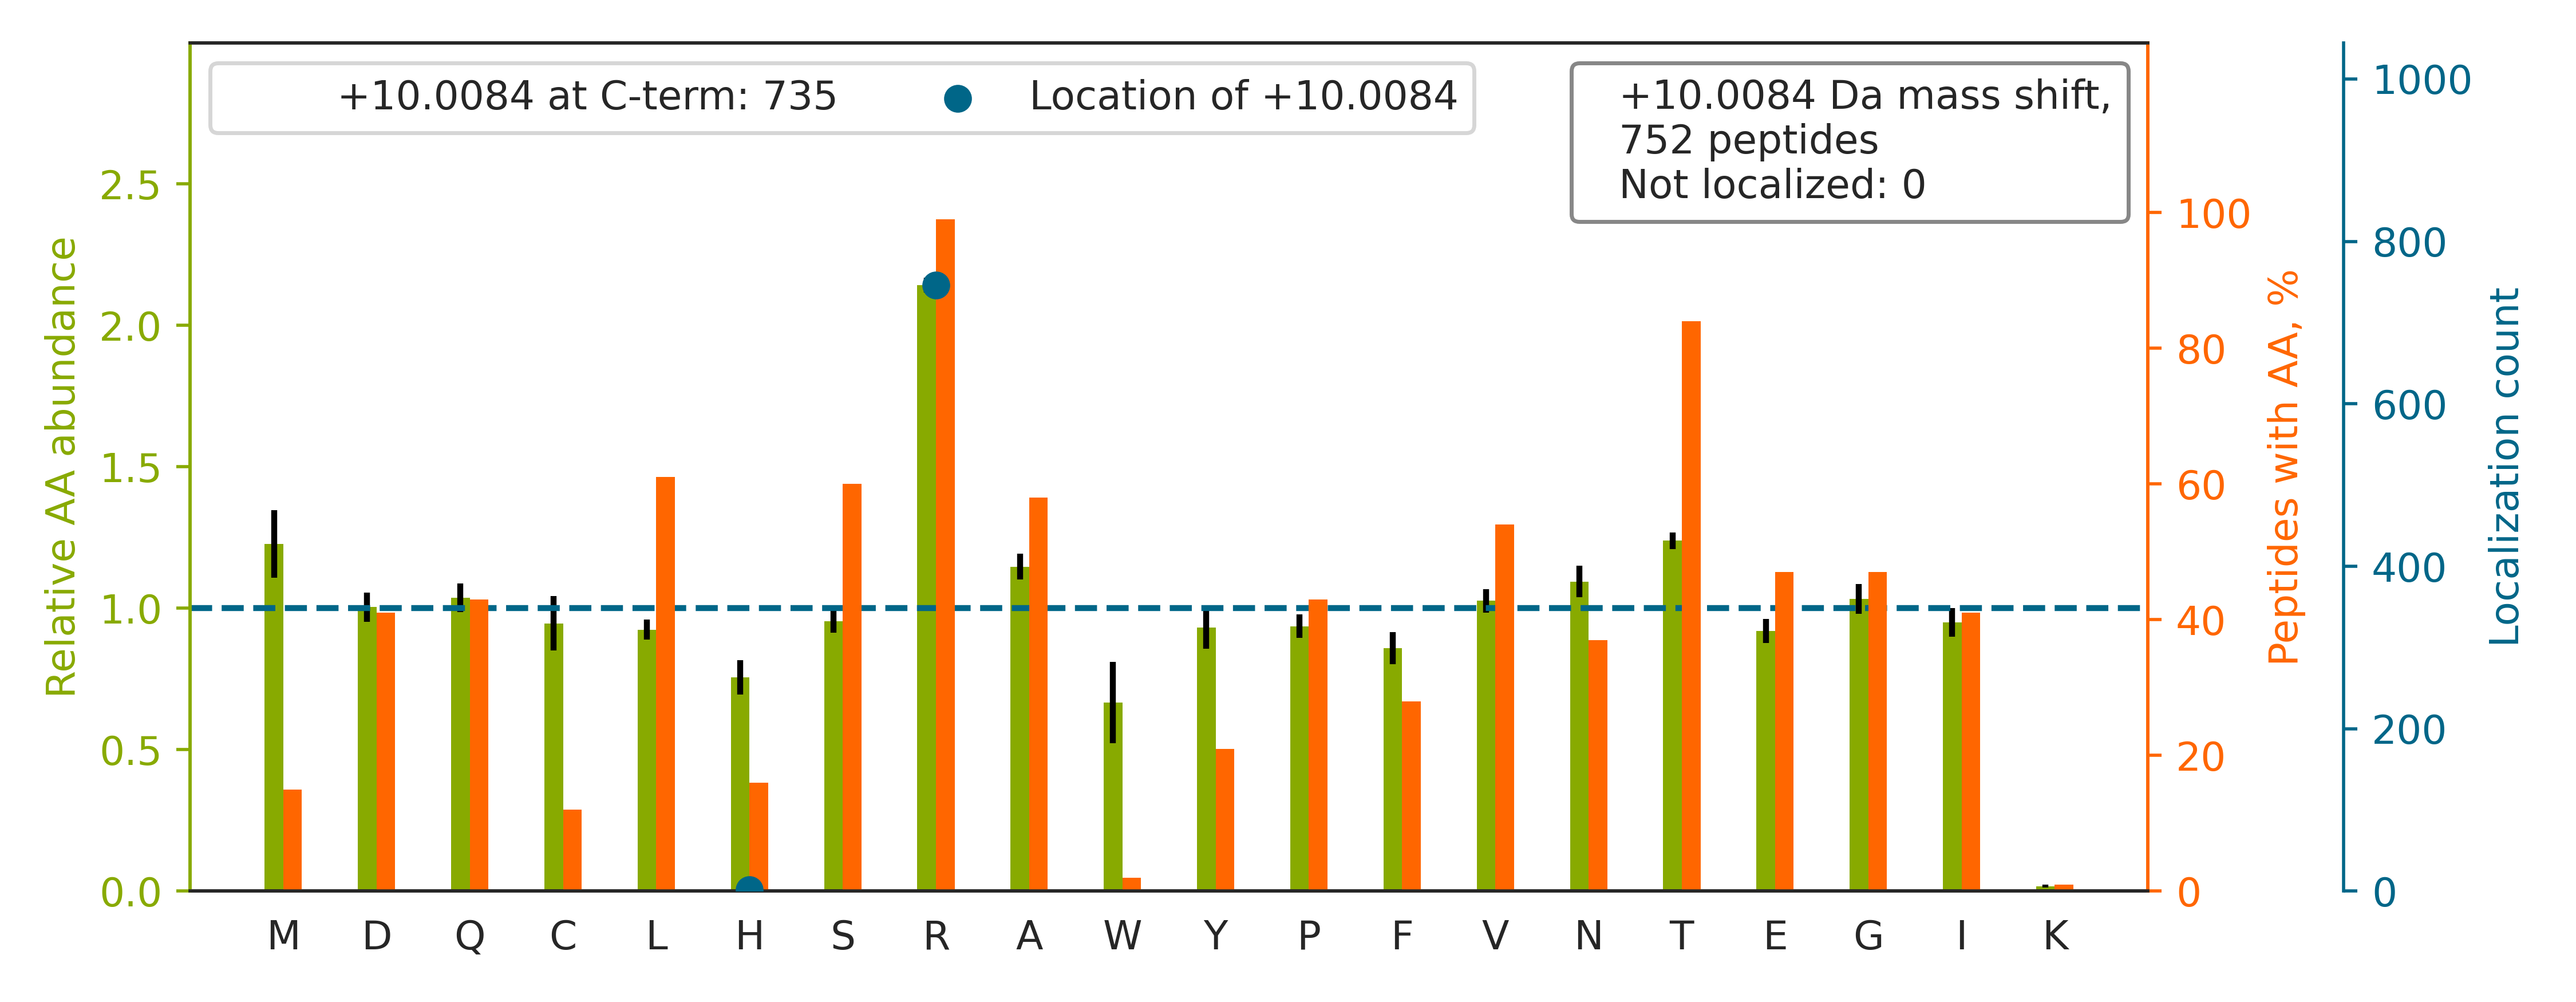 +10.0084 at C-term: 735
Location of +10.0084
+10.0084 Da mass shift,
752 peptides
Not localized: 0
Relative AA abundance
2.5
2.0
1.5
1.0
0.5
0.0
M D Q C L H S R A W Y P F V N T E G I K
100
80
60
40
20
0
Peptides with AA, %
1000
800
600
400
200
0
Localization count